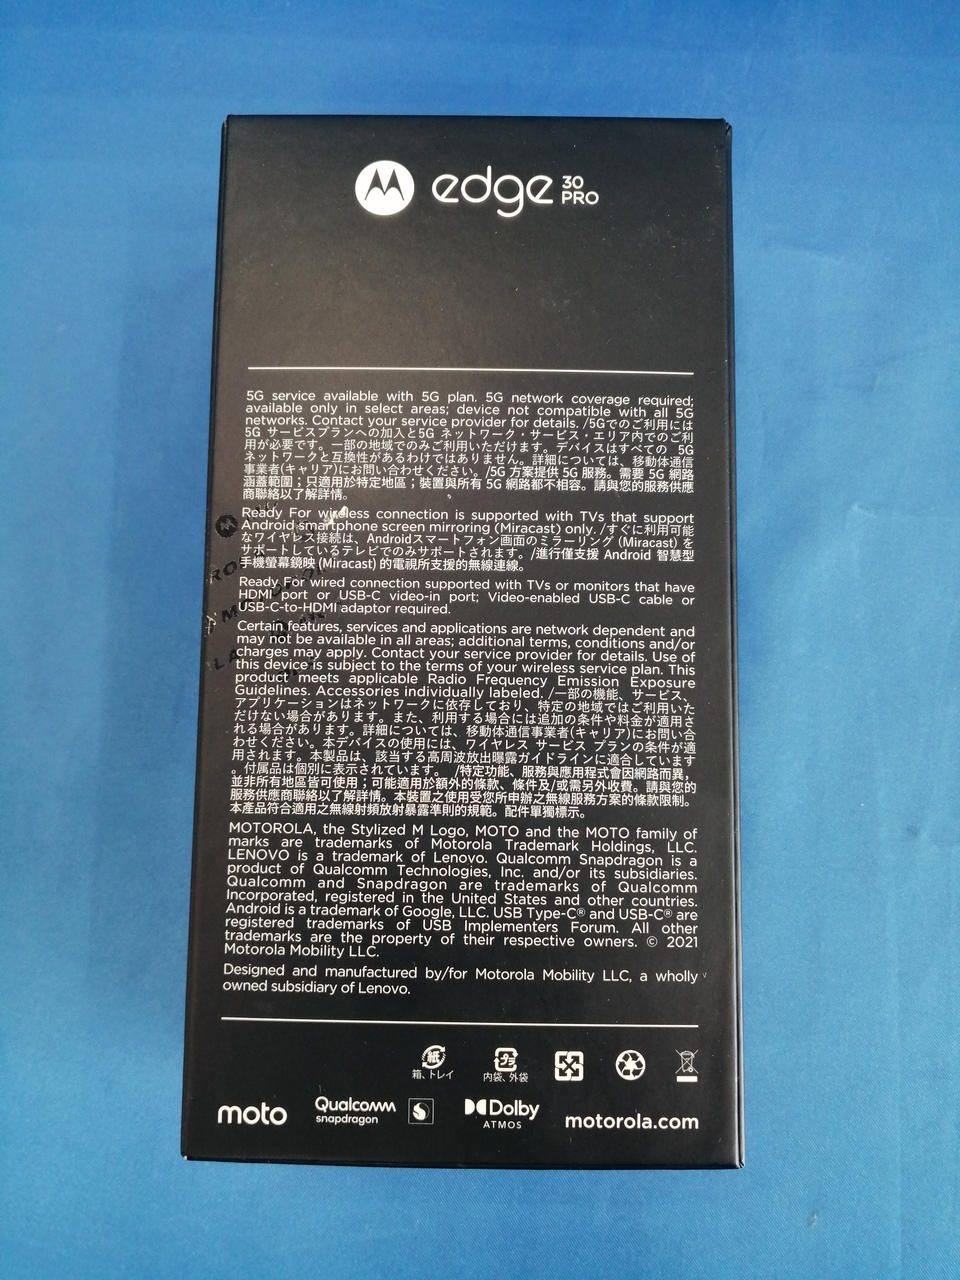 edge 30 PRO
5G service available with 5G plan. 5G network coverage required;
available only in select areas; device not compatible with all 5G
networks. Contact your service provider for details. /5Gでのご利用には
5G サービスプランへの加入と5G ネットワーク・サービス・エリア内でのご利
用が必要です。一部の地域でのみご利用いただけます。デバイスはすべての 5G
ネットワークと互換性があるわけではありません。詳細については、移動体通信
事業者(キャリア)にお問い合わせください。/5G 方案提供 5G 服務。需要 5G 網路
涵蓋範圍；只適用於特定地區；裝置與所有 5G 網路都不相容。請與您的服務供應
商聯絡以了解詳情。
Ready For wireless connection is supported with TVs that support
Android smartphone screen mirroring (Miracast) only. /すぐに利用可能
なワイヤレス接続は、Androidスマートフォン画面のミラーリング (Miracast) を
サポートしているテレビでのみサポートされます。/進行僅支援 Android 智慧型
手機螢幕鏡映 (Miracast) 的電視所支援的無線連線。
Ready For wired connection supported with TVs or monitors that have
HDMI port or USB-C video-in port; Video-enabled USB-C cable or
USB-C-to-HDMI adaptor required.
Certain features, services and applications are network dependent and
may not be available in all areas; additional terms, conditions and/or
charges may apply. Contact your service provider for details. Use of
this device is subject to the terms of your wireless service plan. This
product meets applicable Radio Frequency Emission Exposure
Guidelines. Accessories individually labeled. /一部の機能、サービス、
アプリケーションはネットワークに依存しており、特定の地域ではご利用いた
だけない場合があります。また、利用する場合には追加の条件や料金が適用さ
れる場合があります。詳細については、移動体通信事業者(キャリア)にお問い合
わせください。本デバイスの使用には、ワイヤレス サービス プランの条件が適
用されます。本製品は、該当する高周波放出曝露ガイドラインに適合しています
。付属品は個別に表示されています。 /特定功能、服務與應用程式會因網路而異，
並非所有地區皆可使用；可能適用於額外的條款、條件及/或需另外收費。請與您的
服務供應商聯絡以了解詳情。本裝置之使用受您所申辦之無線服務方案的條款限制。
本產品符合適用之無線射頻放射暴露準則的規範。配件單獨標示。
MOTOROLA, the Stylized M Logo, MOTO and the MOTO family of
marks are trademarks of Motorola Trademark Holdings, LLC.
LENOVO is a trademark of Lenovo. Qualcomm Snapdragon is a
product of Qualcomm Technologies, Inc. and/or its subsidiaries.
Qualcomm and Snapdragon are trademarks of Qualcomm
Incorporated, registered in the United States and other countries.
Android is a trademark of Google, LLC. USB Type-C® and USB-C® are
registered trademarks of USB Implementers Forum. All other
trademarks are the property of their respective owners. © 2021
Motorola Mobility LLC.
Designed and manufactured by/for Motorola Mobility LLC, a wholly
owned subsidiary of Lenovo.
紙
箱、トレイ
プラ
内袋、外袋
moto
Qualcomm
snapdragon
Dolby
ATMOS
motorola.com